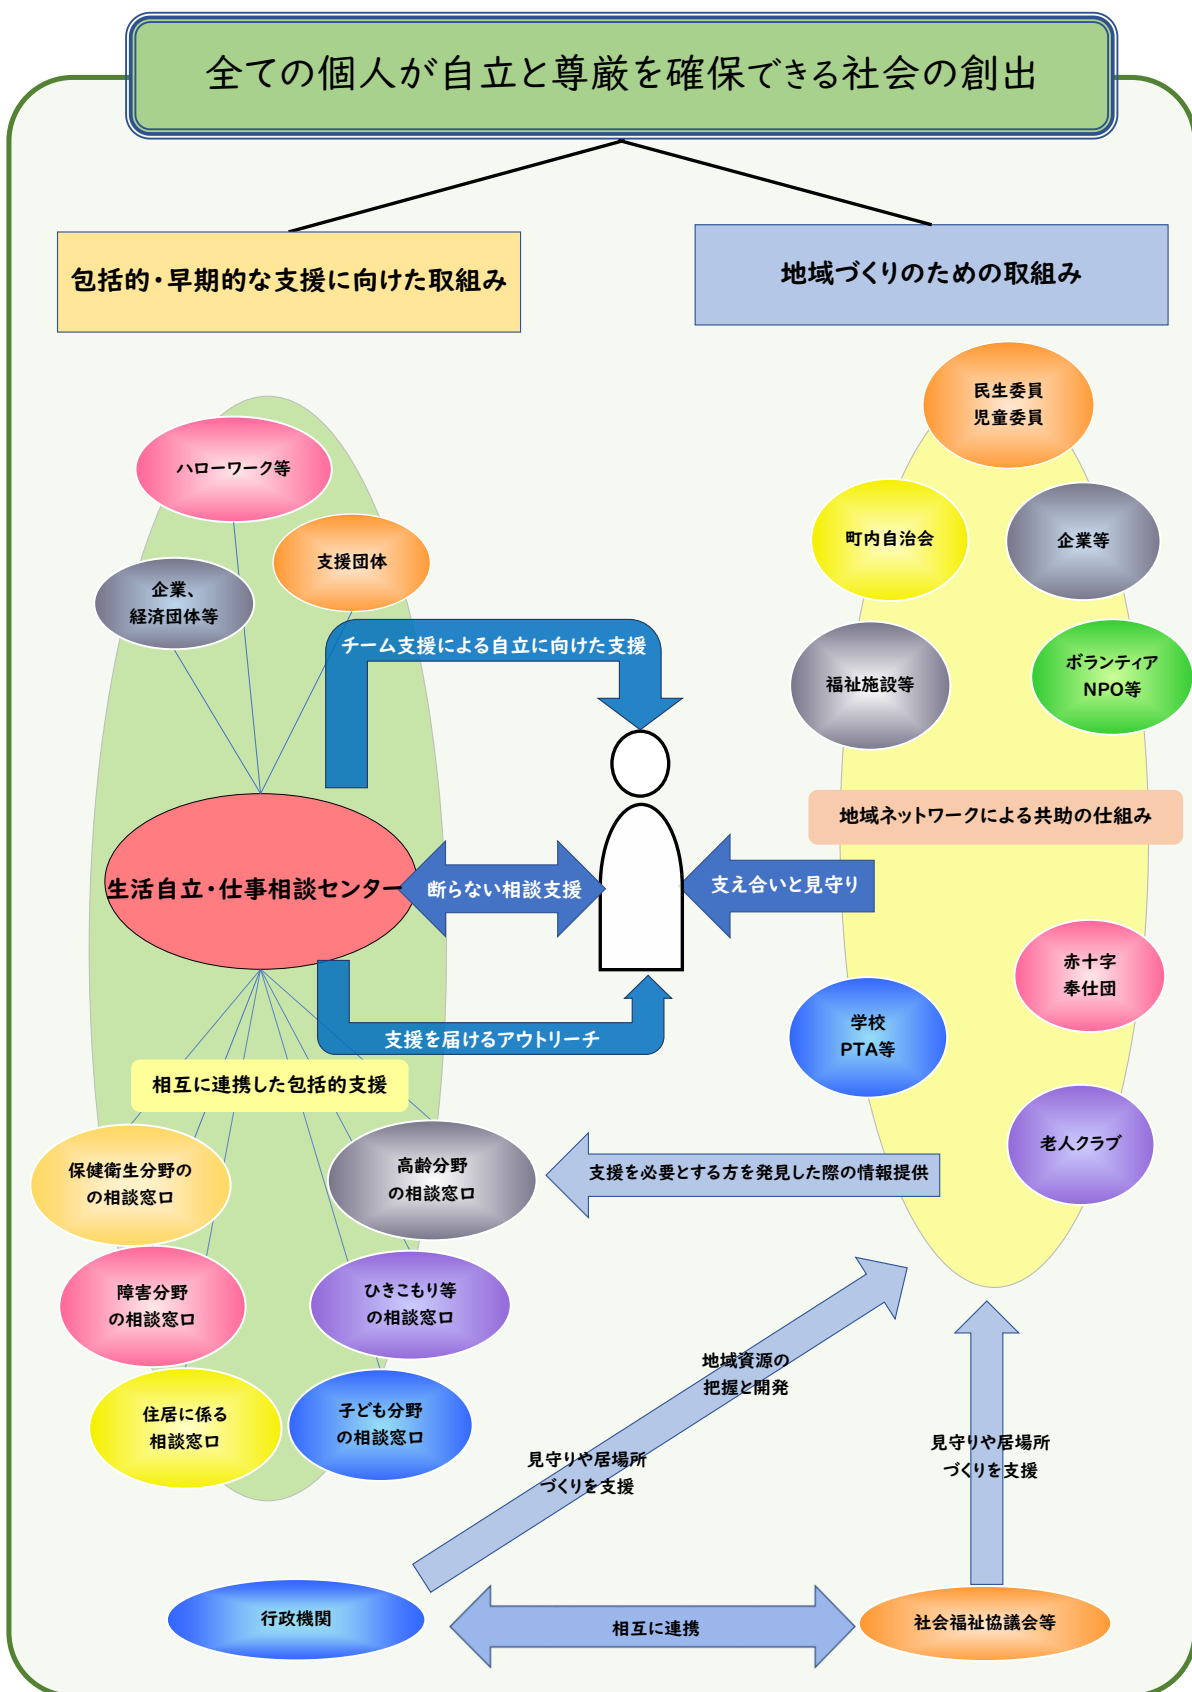 全ての個人が自立と尊厳を確保できる社会の創出
包括的・早期的な支援に向けた取組み
地域づくりのための取組み
民生委員
児童委員
ハローワーク等
町内自治会
企業等
支援団体
企業、
経済団体等
チーム支援による自立に向けた支援
福祉施設等
ボランティア
NPO等
地域ネットワークによる共助の仕組み
生活自立・仕事相談センター
断らない相談支援
支え合いと見守り
赤十字
奉仕団
学校
PTA等
支援を届けるアウトリーチ
相互に連携した包括的支援
老人クラブ
保健衛生分野の
の相談窓口
高齢分野
の相談窓口
支援を必要とする方を発見した際の情報提供
障害分野
の相談窓口
ひきこもり等
の相談窓口
地域資源の
把握と開発
住居に係る
相談窓口
子ども分野
の相談窓口
見守りや居場所
づくりを支援
見守りや居場所
づくりを支援
行政機関
相互に連携
社会福祉協議会等